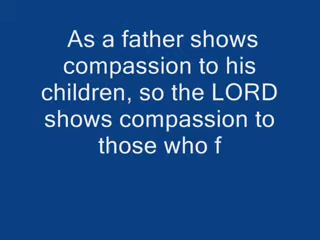 As a father shows
compassion to his
children, so the LORD
shows compassion to
those who f